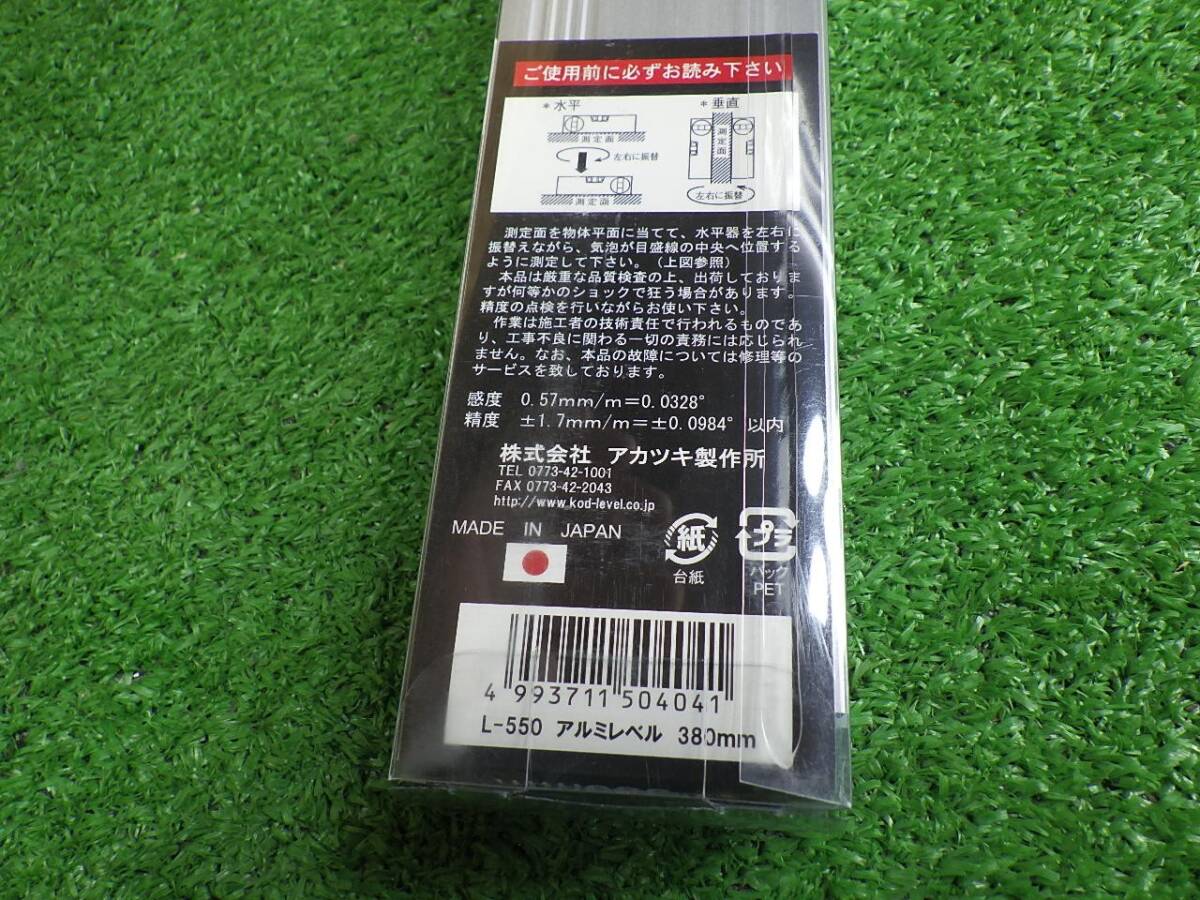 ご使用前に必ずお読み下さい
*水平
*垂直
測定面
左右に振替
測定面
測定面
左右に振替
測定面を物体平面に当てて、水平器を左右に
振替えながら、気泡が目盛線の中央へ位置する
ように測定して下さい。(上図参照)
本品は厳重な品質検査の上、出荷しておりま
すが何等かのショックで狂う場合があります。
精度の点検を行いながらお使い下さい。
作業は施工者の技術責任で行われるものであ
り、工事不良に関わる一切の責務には応じられ
ません。なお、本品の故障については修理等の
サービスを致しております。
感度 0.57mm/m=0.0328°
精度 ±1.7mm/m=±0.0984°以内
株式会社 アカツキ製作所
TEL 0773-42-1001
FAX 0773-42-2043
http://www.kod-level.co.jp
MADE IN JAPAN
紙
台紙
プラ
パック
PET
4 993711 504041
L-550 アルミレベル 380mm